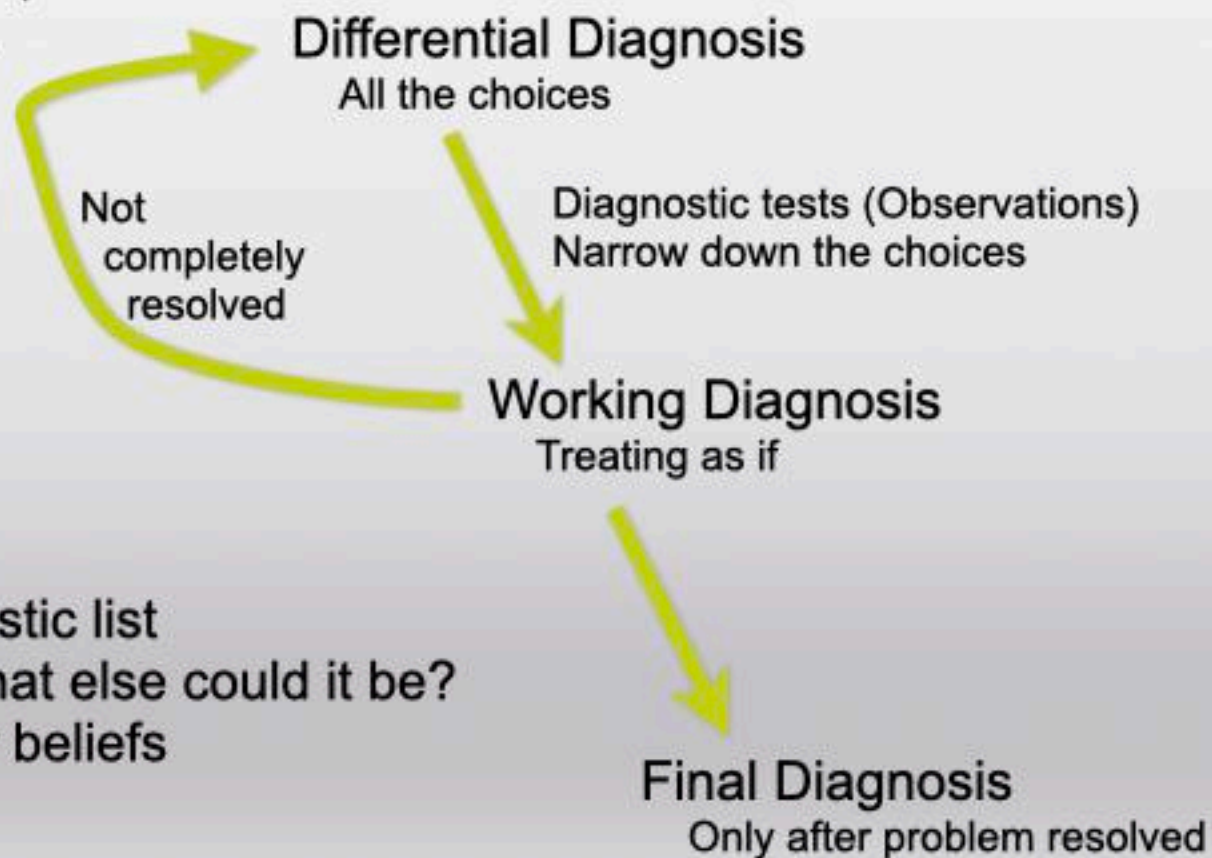 Differential Diagnosis
All the choices
Not
completely
resolved
Diagnostic tests (Observations)
Narrow down the choices
Working Diagnosis
Treating as if
stic list
at else could it be?
beliefs
Final Diagnosis
Only after problem resolved